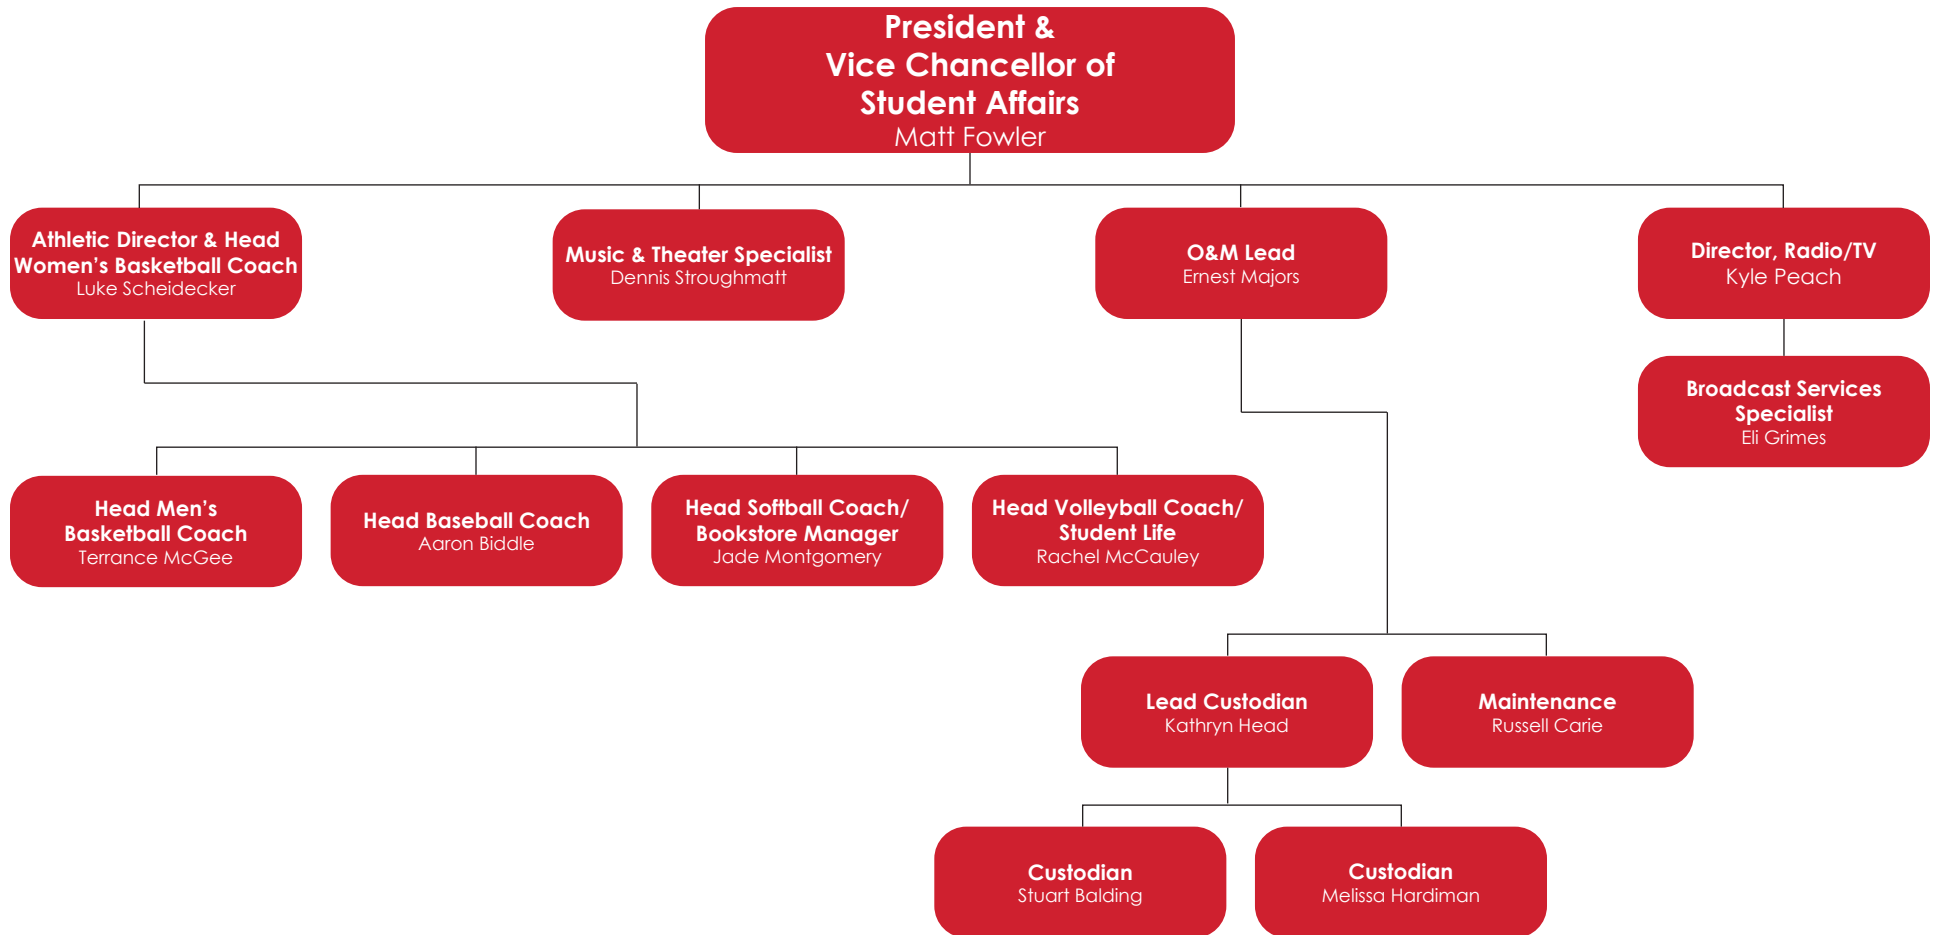 President &
Vice Chancellor of
Student Affairs
Matt Fowler
Athletic Director & Head
Women’s Basketball Coach
Luke Scheidecker
Music & Theater Specialist
Dennis Stroughmatt
O&M Lead
Ernest Majors
Director, Radio/TV
Kyle Peach
Broadcast Services
Specialist
Eli Grimes
Head Men’s
Basketball Coach
Terrance McGee
Head Baseball Coach
Aaron Biddle
Head Softball Coach/
Bookstore Manager
Jade Montgomery
Head Volleyball Coach/
Student Life
Rachel McCauley
Lead Custodian
Kathryn Head
Maintenance
Russell Carie
Custodian
Stuart Balding
Custodian
Melissa Hardiman